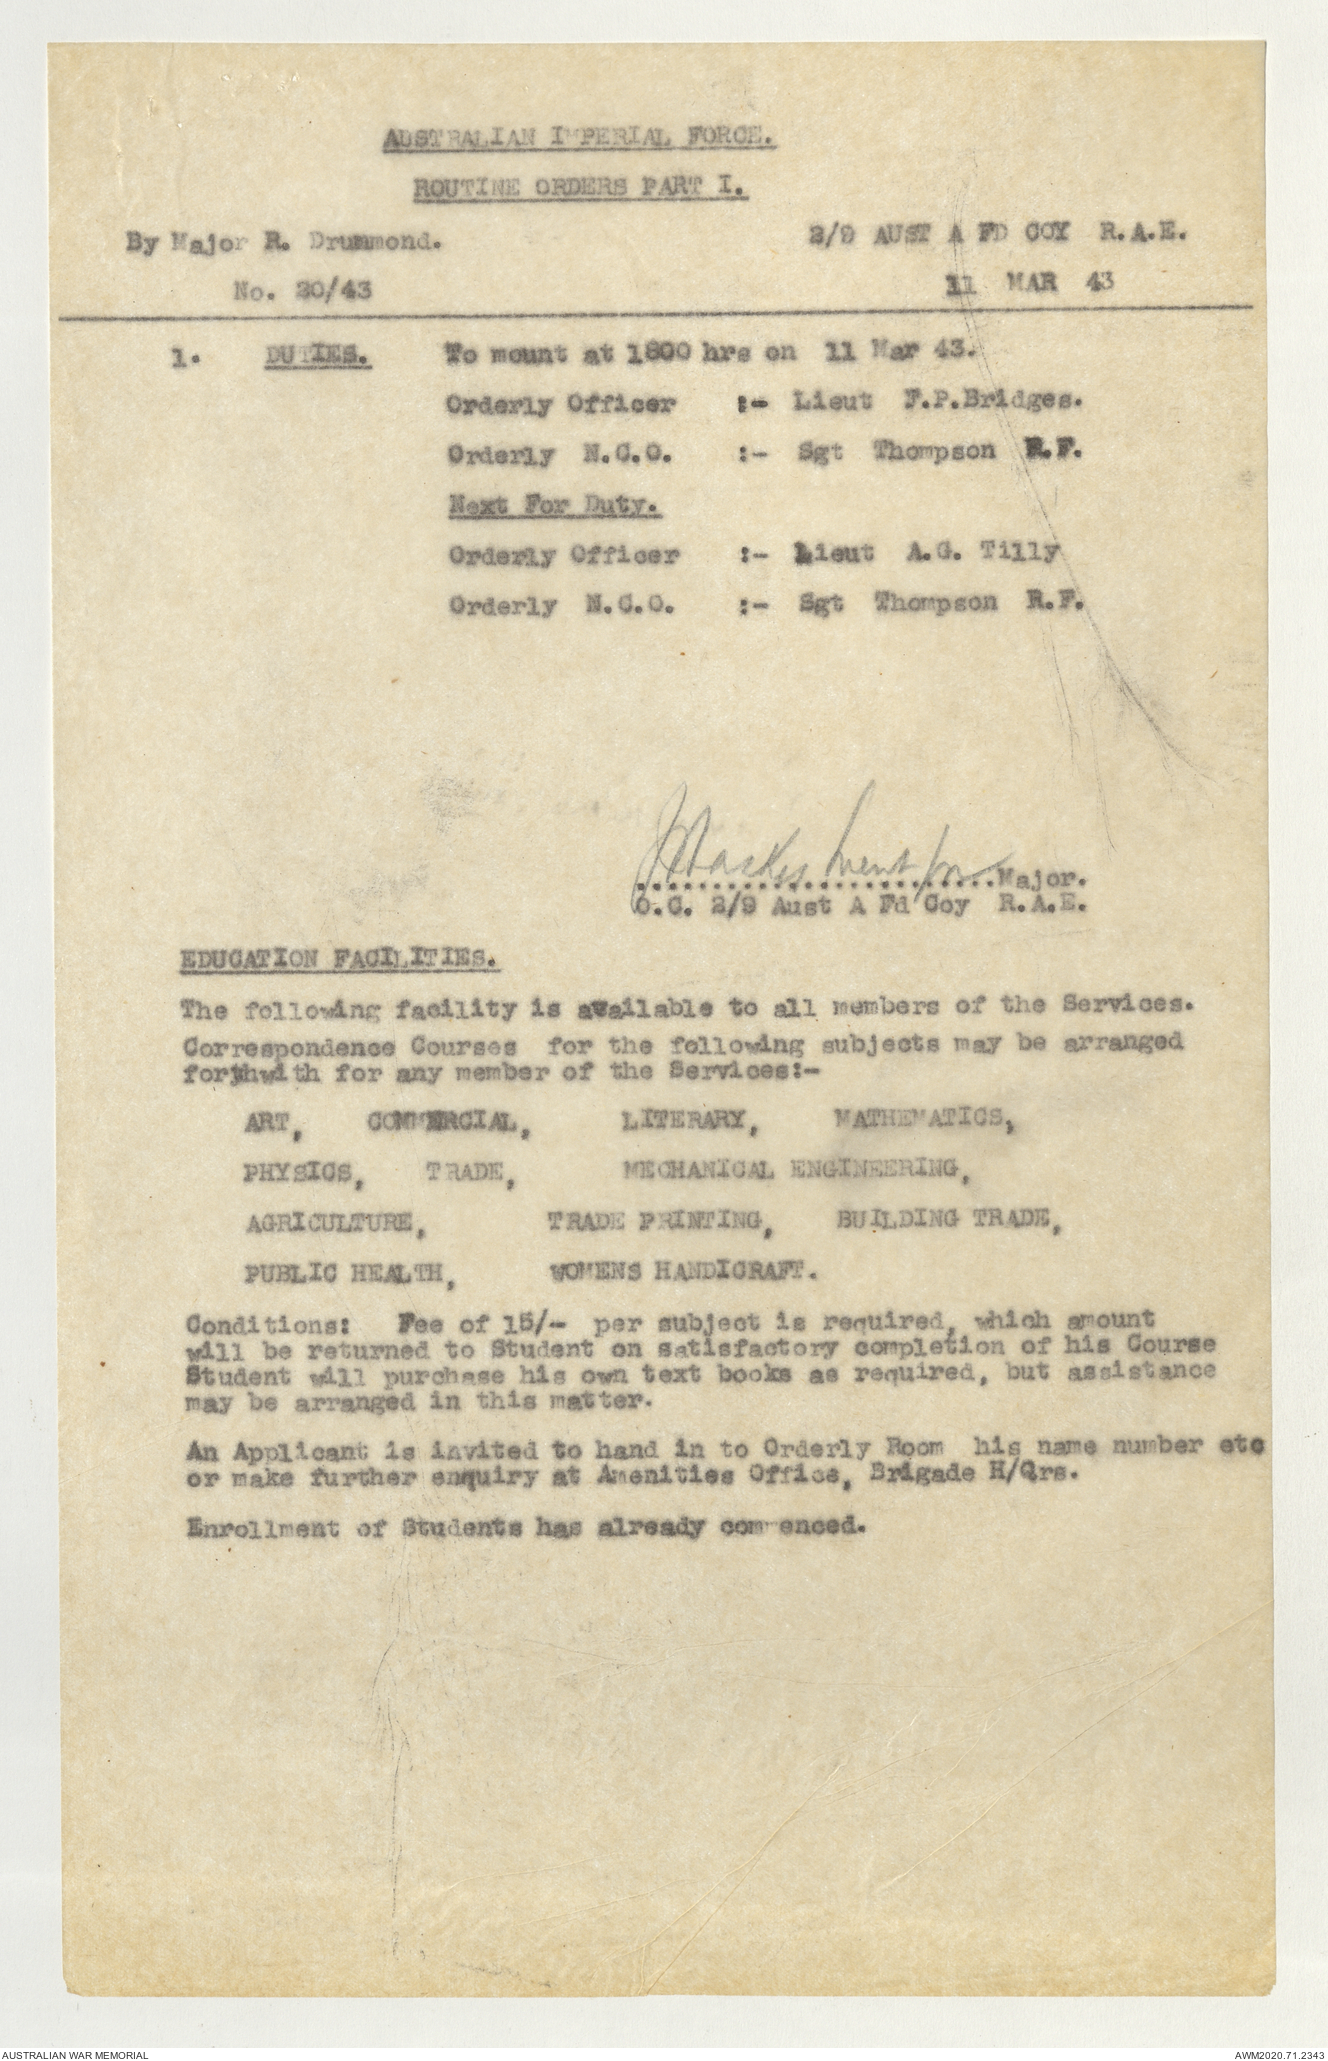 AUSTRALIAN IMPERIAL FORCE.
ROUTINE ORDERS PART I.
By Major R. Drummond.
2/9 AUST A FD COY R.A.E.
No. 20/43
11 MAR 43
1. DUTIES. To mount at 1800 hrs on 11 Mar 43.
Orderly Officer :- Lieut F.P.Bridges.
Orderly N.C.O. :- Sgt Thompson R.F.
Next For Duty.
Orderly Officer :- Lieut A.G. Tilly
Orderly N.C.O. :- Sgt Thompson R.F.
Lieut for
..........................Major.
O.C. 2/9 Aust A Fd Coy R.A.E.
EDUCATION FACILITIES.
The following facility is available to all members of the Services.
Correspondence Courses for the following subjects may be arranged
forthwith for any member of the Services:-
ART, COMMERCIAL, LITERARY, MATHEMATICS,
PHYSICS, TRADE, MECHANICAL ENGINEERING,
AGRICULTURE, TRADE PRINTING, BUILDING TRADE,
PUBLIC HEALTH, WOMENS HANDICRAFT.
Conditions: Fee of 15/- per subject is required, which amount
will be returned to Student on satisfactory completion of his Course
Student will purchase his own text books as required, but assistance
may be arranged in this matter.
An Applicant is invited to hand in to Orderly Room his name number etc
or make further enquiry at Amenities Office, Brigade H/Qrs.
Enrollment of Students has already commenced.
AUSTRALIAN WAR MEMORIAL
AWM2020.71.2343